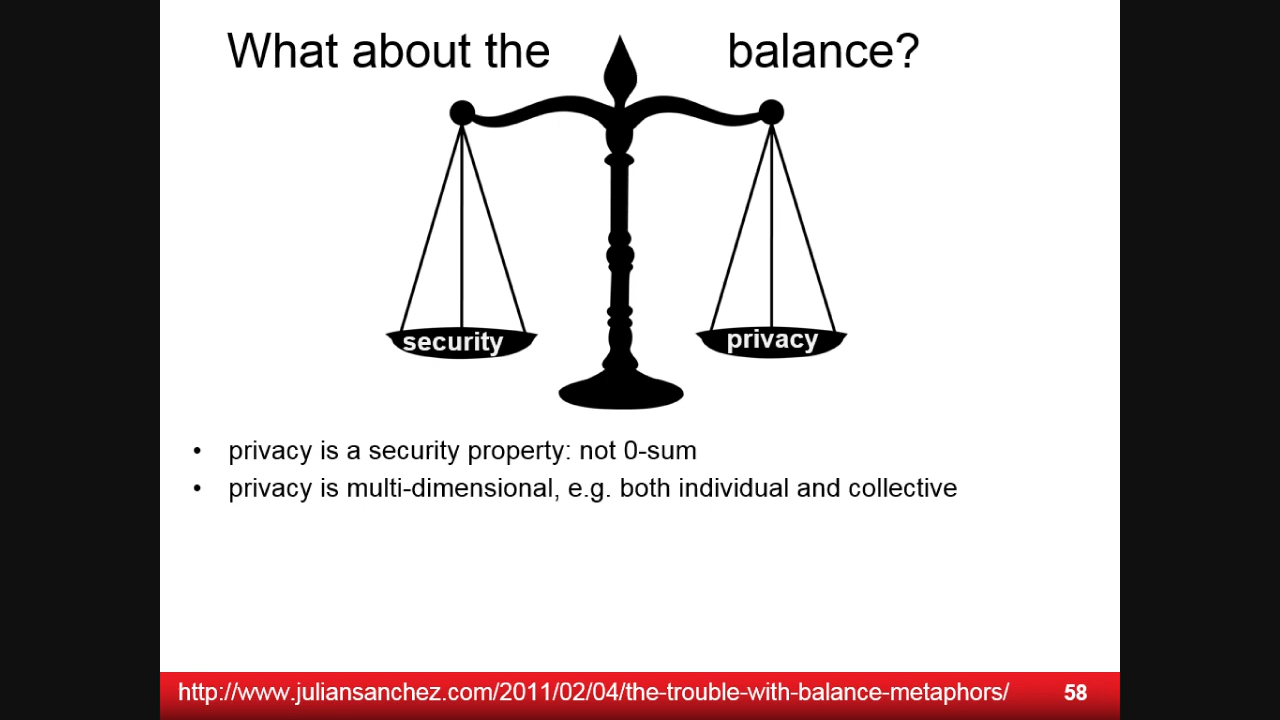 What about the balance?
security privacy
• privacy is a security property: not 0-sum
• privacy is multi-dimensional, e.g. both individual and collective
http://www.juliansanchez.com/2011/02/04/the-trouble-with-balance-metaphors/ 58